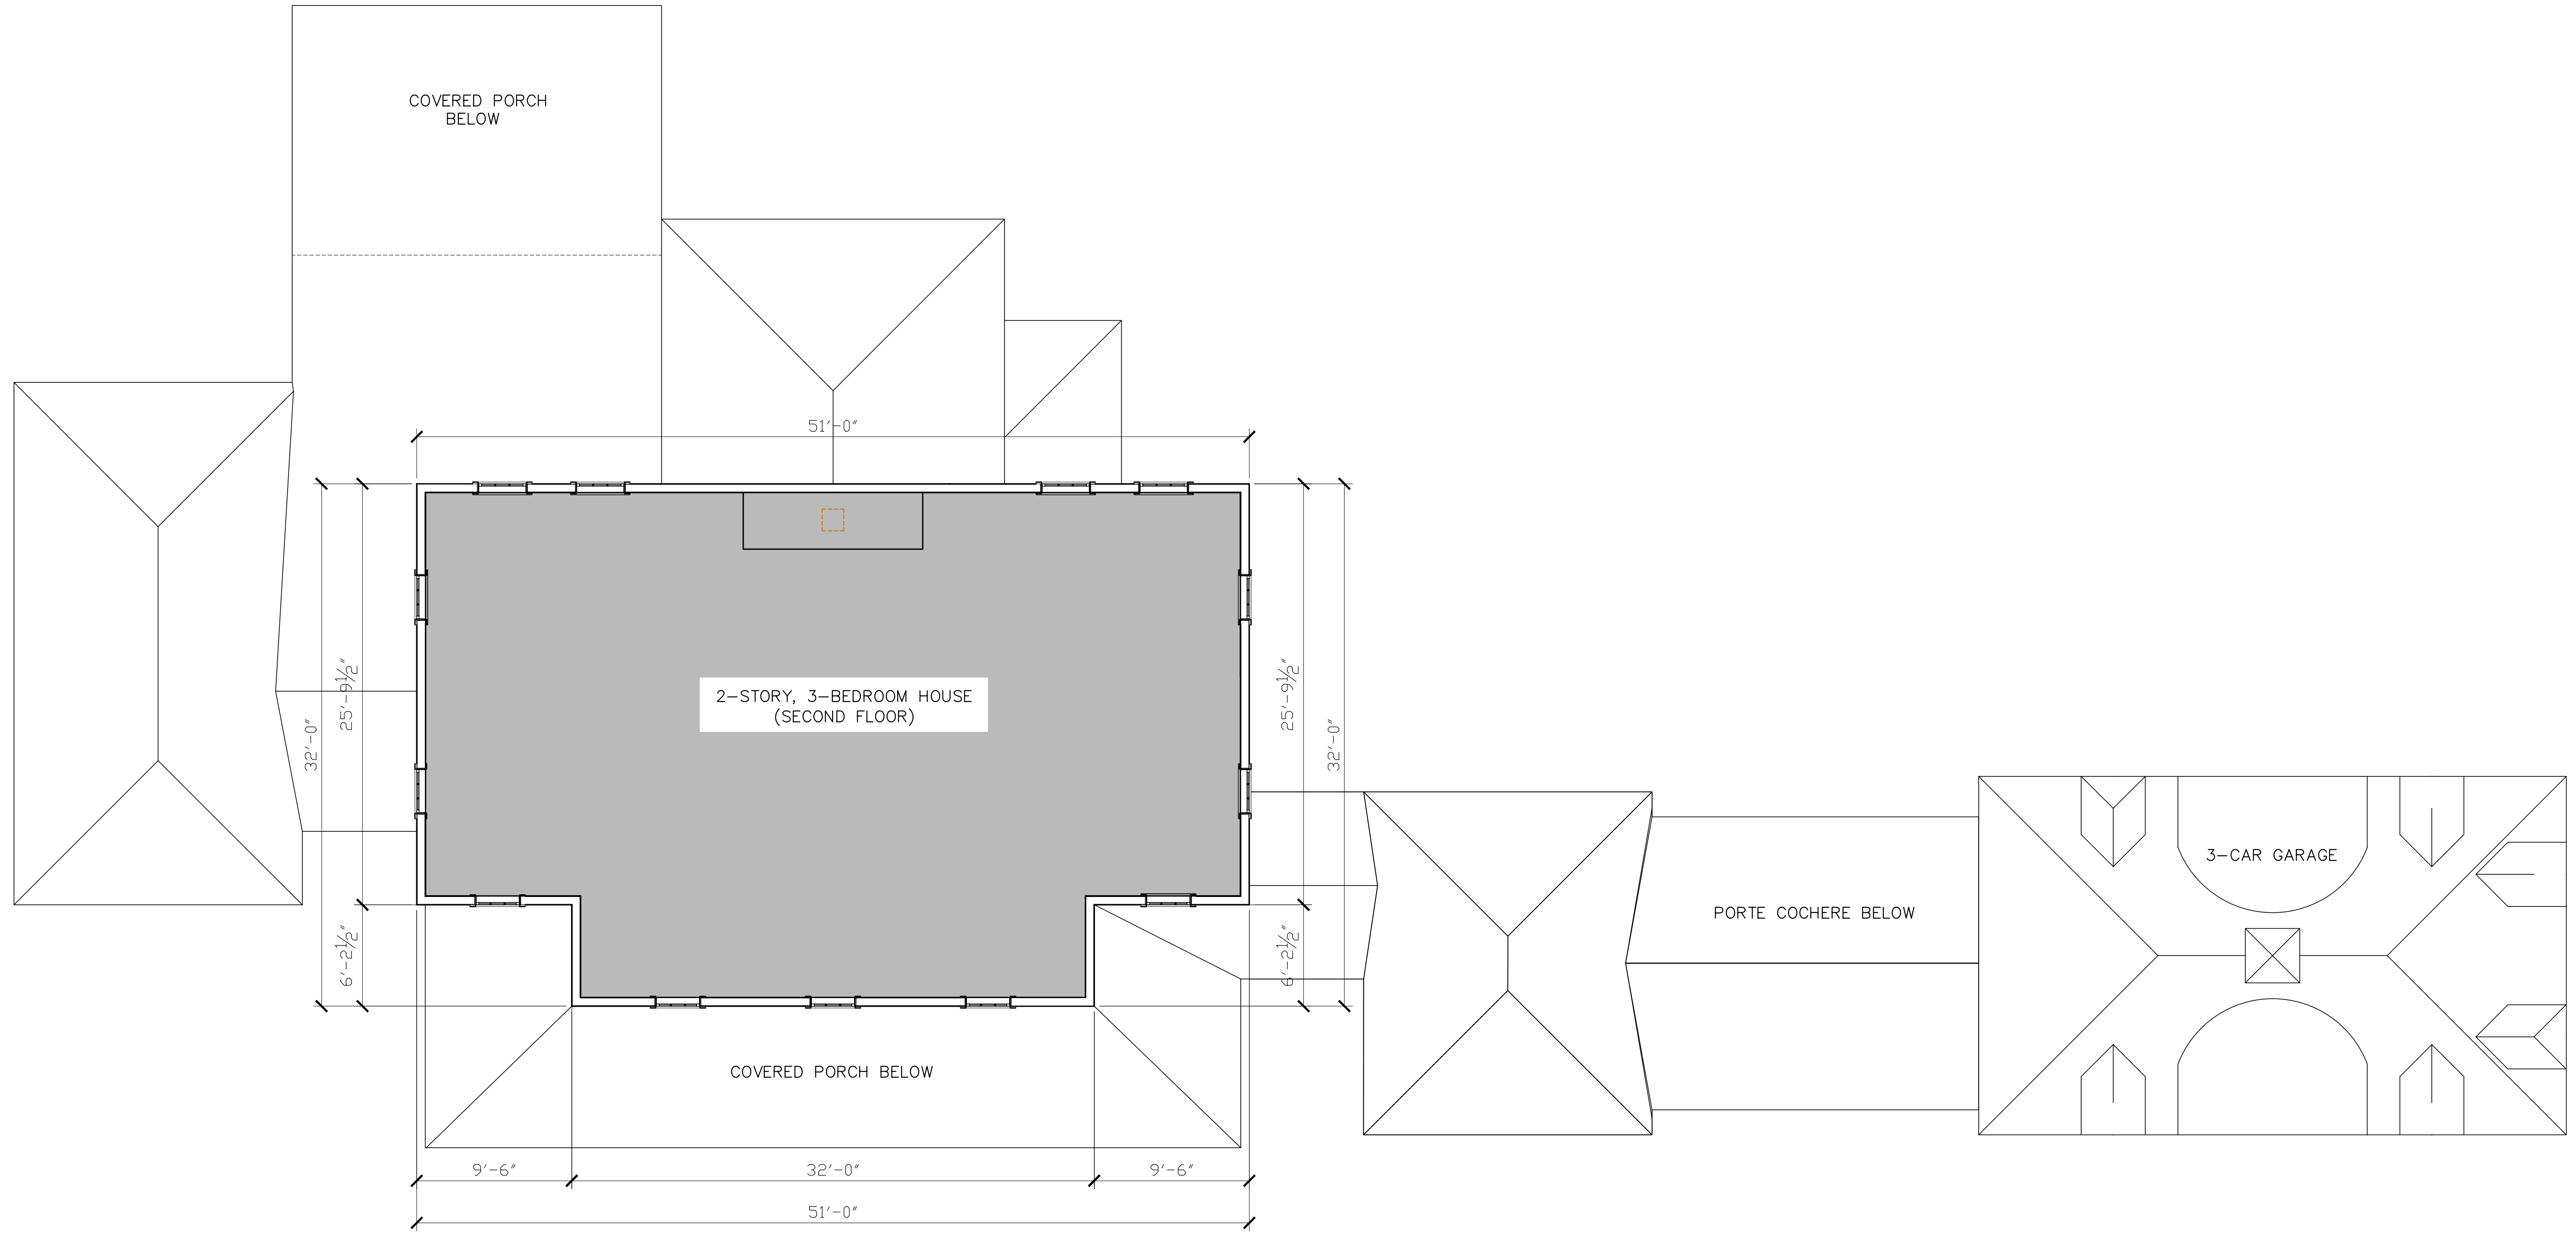 COVERED PORCH
BELOW
51'-0"
25'-9½"
32'-0"
6'-2½"
2-STORY, 3-BEDROOM HOUSE
(SECOND FLOOR)
25'-9½"
32'-0"
6'-2½"
3-CAR GARAGE
PORTE COCHERE BELOW
COVERED PORCH BELOW
9'-6"
32'-0"
9'-6"
51'-0"